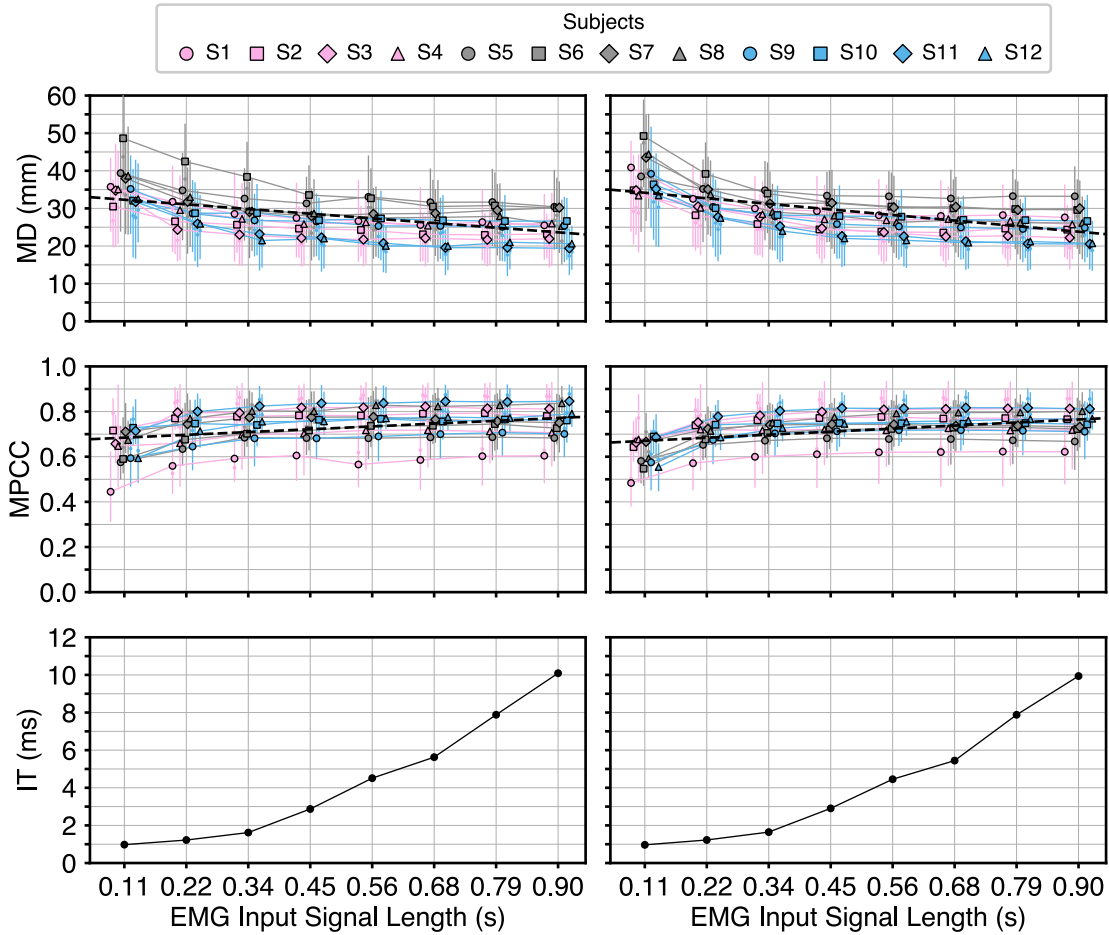 Subjects
S1 S2 S3 S4 S5 S6 S7 S8 S9 S10 S11 S12
60
50
40
30
20
10
0
MD (mm)
1.0
0.8
0.6
0.4
0.2
0.0
MPCC
12
10
8
6
4
2
0
IT (ms)
0.11 0.22 0.34 0.45 0.56 0.68 0.79 0.90
EMG Input Signal Length (s)
0.11 0.22 0.34 0.45 0.56 0.68 0.79 0.90
EMG Input Signal Length (s)